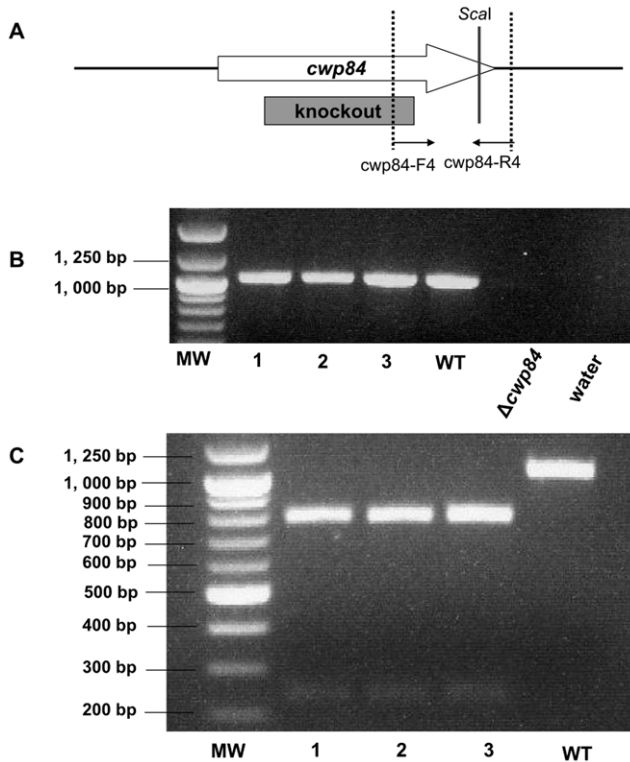 A
ScaI
cwp84
knockout
cwp84-F4
cwp84-R4
B
1, 250 bp
1, 000 bp
MW
1
2
3
WT
Δcwp84
water
C
1, 250 bp
1, 000 bp
900 bp
800 bp
700 bp
600 bp
500 bp
400 bp
300 bp
200 bp
MW
1
2
3
WT